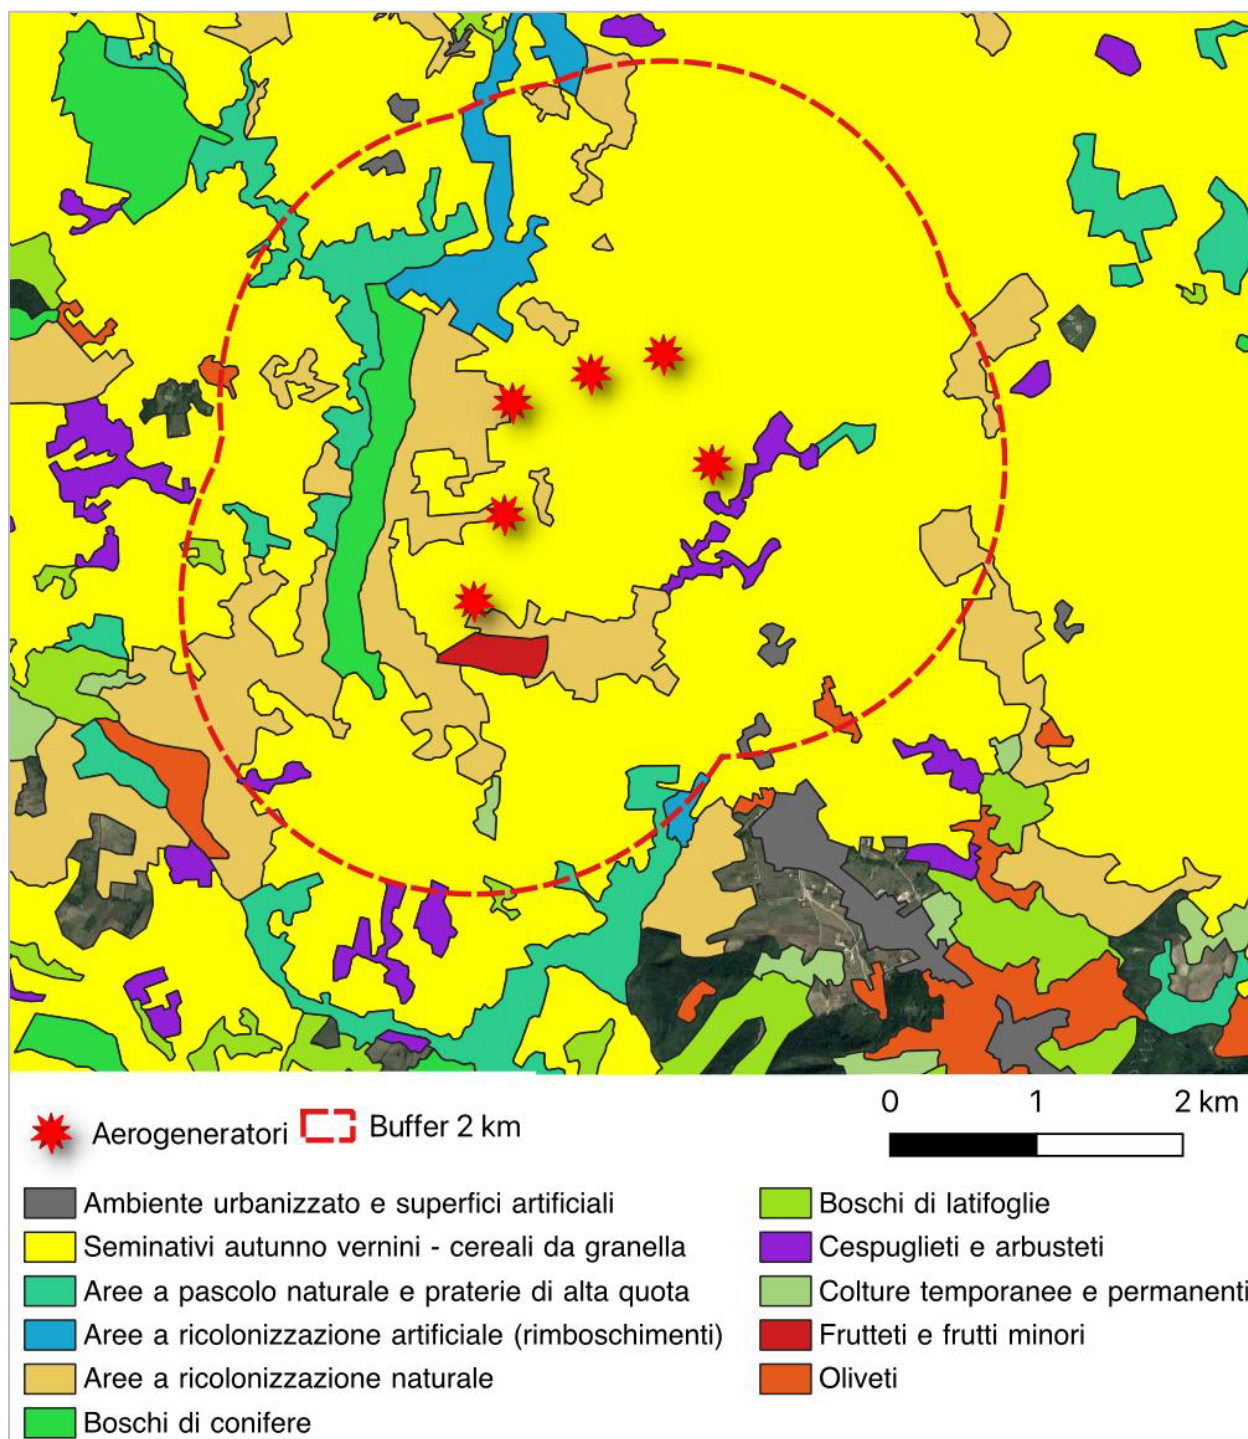 0 1 2 km
Aerogeneratori Buffer 2 km
Ambiente urbanizzato e superfici artificiali
Seminativi autunno vernini - cereali da granella
Aree a pascolo naturale e praterie di alta quota
Aree a ricolonizzazione artificiale (rimboschimenti)
Aree a ricolonizzazione naturale
Boschi di conifere
Boschi di latifoglie
Cespuglieti e arbusteti
Colture temporanee e permanenti
Frutteti e frutti minori
Oliveti